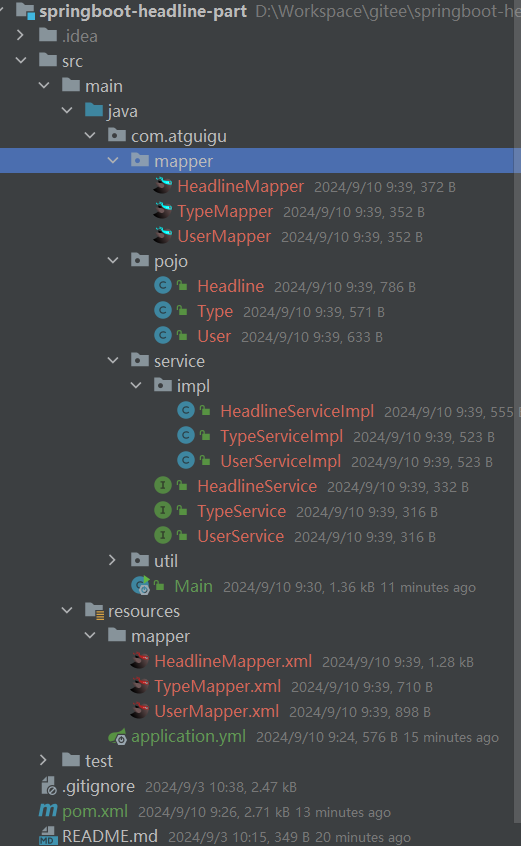 springboot-headline-part D:\Workspace\gitee\springboot-he
.idea
src
main
java
com.atguigu
mapper
HeadlineMapper 2024/9/10 9:39, 372 B
TypeMapper 2024/9/10 9:39, 352 B
UserMapper 2024/9/10 9:39, 352 B
pojo
C Headline 2024/9/10 9:39, 786 B
C Type 2024/9/10 9:39, 571 B
C User 2024/9/10 9:39, 633 B
service
impl
C HeadlineServiceImpl 2024/9/10 9:39, 555 B
C TypeServiceImpl 2024/9/10 9:39, 523 B
C UserServiceImpl 2024/9/10 9:39, 523 B
I HeadlineService 2024/9/10 9:39, 332 B
I TypeService 2024/9/10 9:39, 316 B
I UserService 2024/9/10 9:39, 316 B
util
C Main 2024/9/10 9:30, 1.36 kB 11 minutes ago
resources
mapper
HeadlineMapper.xml 2024/9/10 9:39, 1.28 kB
TypeMapper.xml 2024/9/10 9:39, 710 B
UserMapper.xml 2024/9/10 9:39, 898 B
application.yml 2024/9/10 9:24, 576 B 15 minutes ago
test
.gitignore 2024/9/3 10:38, 2.47 kB
m pom.xml 2024/9/10 9:26, 2.71 kB 13 minutes ago
MD README.md 2024/9/3 10:15, 349 B 20 minutes ago